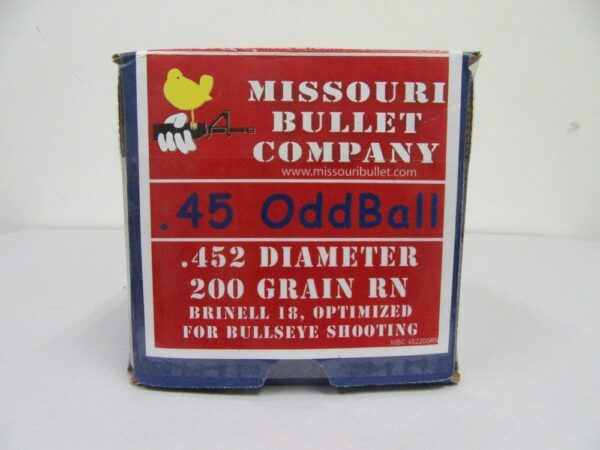 MISSOURI
BULLET
COMPANY
www.missouribullet.com
.45 OddBall
.452 DIAMETER
200 GRAIN RN
BRINELL 18, OPTIMIZED
FOR BULLSEYE SHOOTING
MBC 452200RN